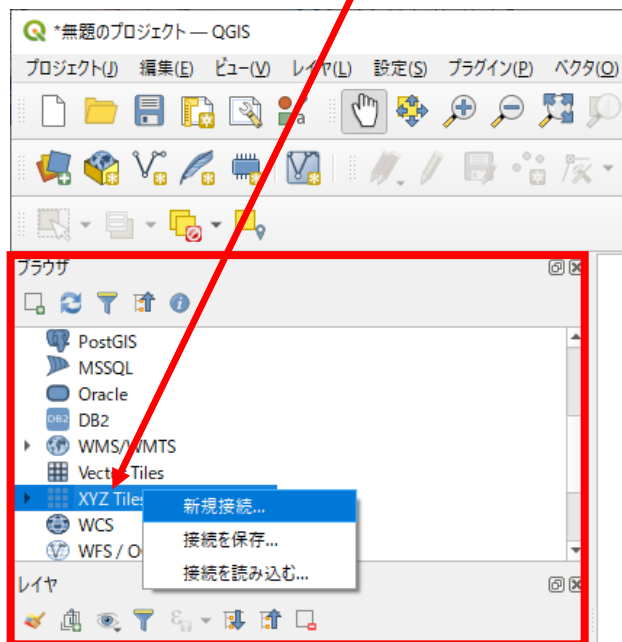 *無題のプロジェクト — QGIS
プロジェクト(J) 編集(E) ビュー(V) レイヤ(L) 設定(S) プラグイン(P) ベクタ(O)
a
ブラウザ
PostGIS
MSSQL
Oracle
DB2 DB2
WMS/WMTS
Vector Tiles
XYZ Tiles
新規接続...
WCS
接続を保存...
WFS / O
接続を読み込む...
レイヤ